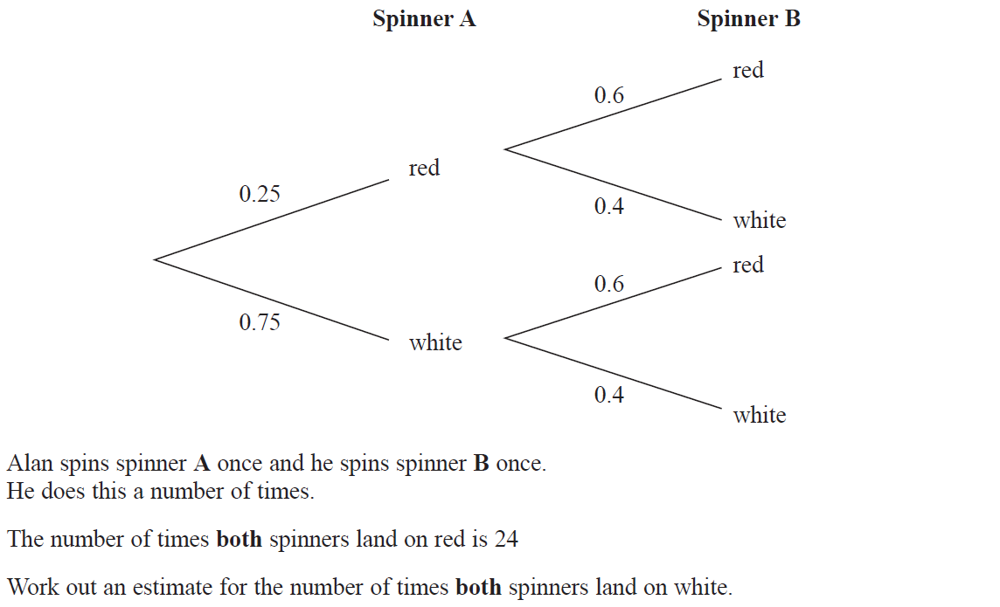 Spinner A Spinner B
red
0.6
red
0.25
0.4
white
red
0.6
0.75
white
0.4
white
Alan spins spinner A once and he spins spinner B once.
He does this a number of times.
The number of times both spinners land on red is 24
Work out an estimate for the number of times both spinners land on white.